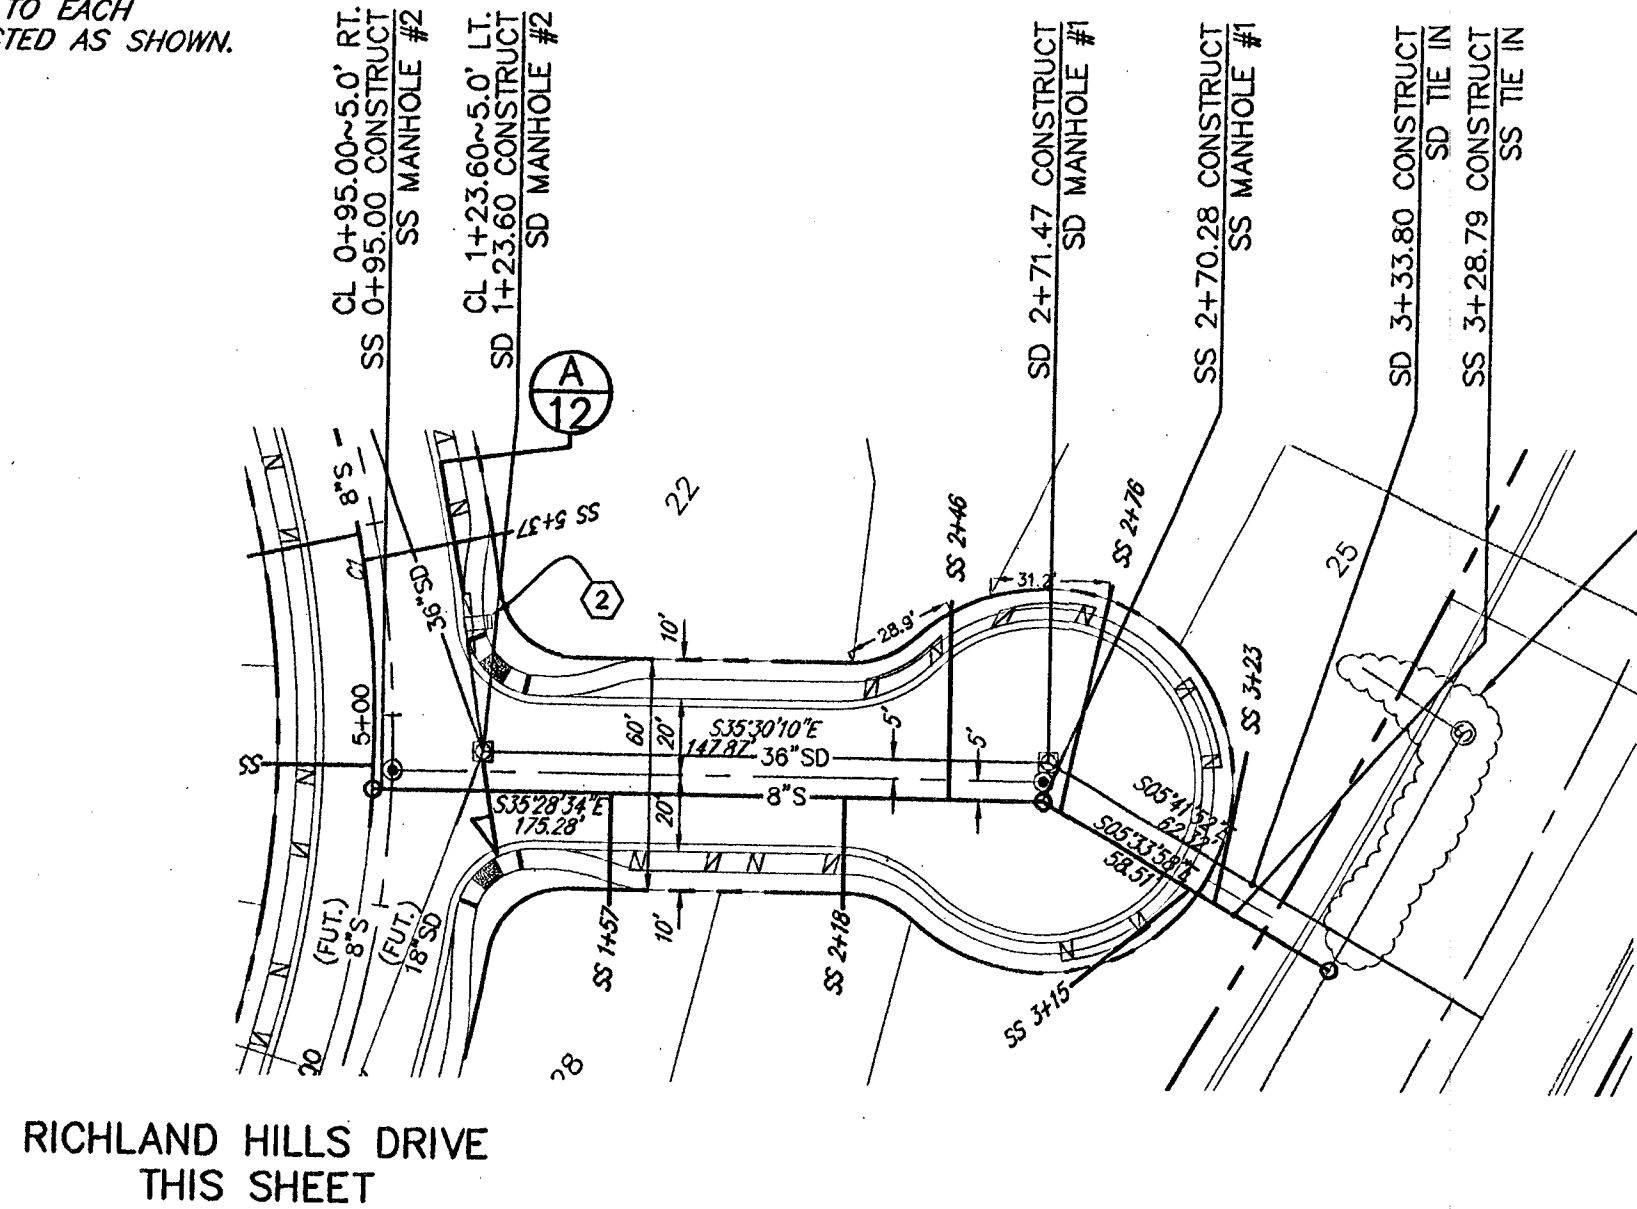 TO EACH
CTED AS SHOWN.
CL 0+95.00~5.0' RT.
SS 0+95.00 CONSTRUCT
SS MANHOLE #2
CL 1+23.60~5.0' LT.
SD 1+23.60 CONSTRUCT
SD MANHOLE #2
SD 2+71.47 CONSTRUCT
SD MANHOLE #1
SS 2+70.28 CONSTRUCT
SS MANHOLE #1
SD 3+33.80 CONSTRUCT
SD TIE IN
SS 3+28.79 CONSTRUCT
SS TIE IN
A
12
8"S
C1
36"SD
SS 5+37
22
2
SS 2+46
SS 2+76
31.2'
28.9'
25
10'
5+00
SS
60'
20'
S35°30'10"E
147.87'
36"SD
5'
5'
SS 3+23
8"S
S35°28'34"E
175.28'
20'
S05°41'52"E
62.32'
S05°33'58"E
58.51'
(FUT.)
8"S
(FUT.)
18"SD
SS 1+57
10'
SS 2+18
SS 3+15
28
00
RICHLAND HILLS DRIVE
THIS SHEET